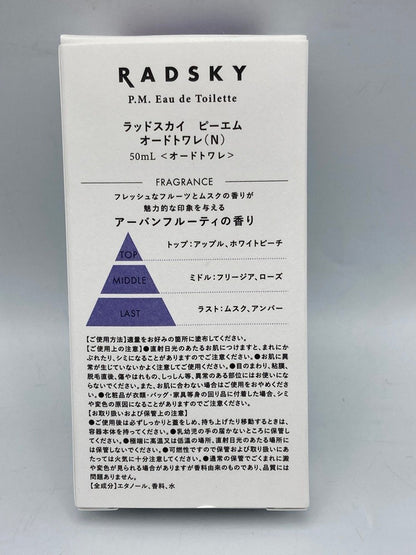 RADSKY
P.M. Eau de Toilette
ラッドスカイ ピーエム
オードトワレ(N)
50mL <オードトワレ>
FRAGRANCE
フレッシュなフルーツとムスクの香りが
魅力的な印象を与える
アーバンフルーティの香り
TOP
トップ:アップル、ホワイトピーチ
MIDDLE
ミドル:フリージア、ローズ
LAST
ラスト:ムスク、アンバー
【ご使用方法】適量をお好みの箇所に塗布してください。
【ご使用上の注意】●直射日光のあたるお肌につけますと、まれにか
ぶれたり、シミになることがありますのでご注意ください。●お肌に異
常が生じていないかよく注意してご使用ください。●目のまわり、粘膜、
脱毛直後、傷やはれもの、しっしん等、異常のある部位にはお使いにな
らないでください。また、お肌に合わない場合はご使用をおやめくださ
い。●化粧品が衣類・バッグ・家具等身の回り品に付着した場合、シミ
や変色の原因になることがありますのでご注意ください。
【お取り扱いおよび保管上の注意】
●ご使用後は必ずしっかりと蓋をしめ、持ち上げたり移動するときは、
容器本体を持ってください。●乳幼児の手の届かないところに保管し
てください。●極端に高温又は低温の場所、直射日光のあたる場所に
は保管しないでください。●可燃性ですので保管および取り扱いにあ
たっては火気に十分注意してください。●通常の保管でごくまれに澱
や変色が見られる場合がありますが香料由来のものであり、品質には
問題ありません。
【全成分】エタノール、香料、水